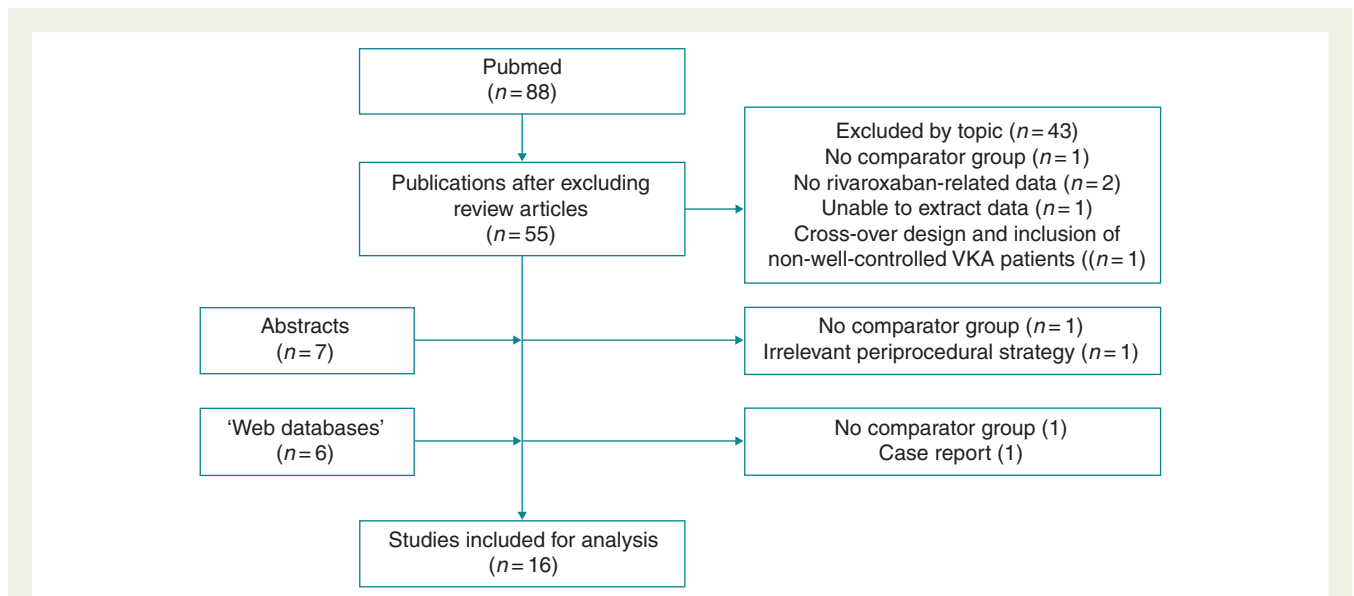 Pubmed
(n=88)
Excluded by topic (n=43)
No comparator group (n=1)
No rivaroxaban-related data (n=2)
Unable to extract data (n=1)
Cross-over design and inclusion of
non-well-controlled VKA patients ((n=1)
Publications after excluding
review articles
(n=55)
Abstracts
(n=7)
No comparator group (n=1)
Irrelevant periprocedural strategy (n=1)
'Web databases'
(n=6)
No comparator group (1)
Case report (1)
Studies included for analysis
(n=16)